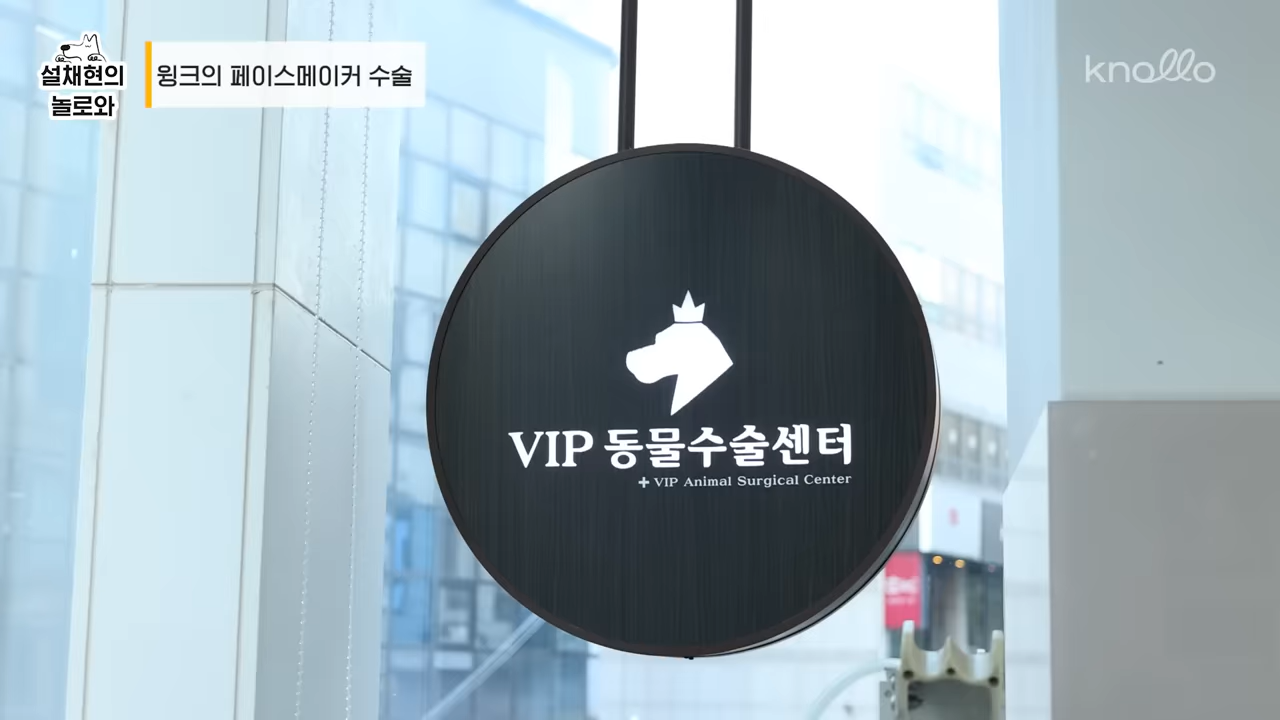 설채현의
놀로와
윙크의 페이스메이커 수술
knollo
VIP 동물수술센터
+ VIP Animal Surgical Center